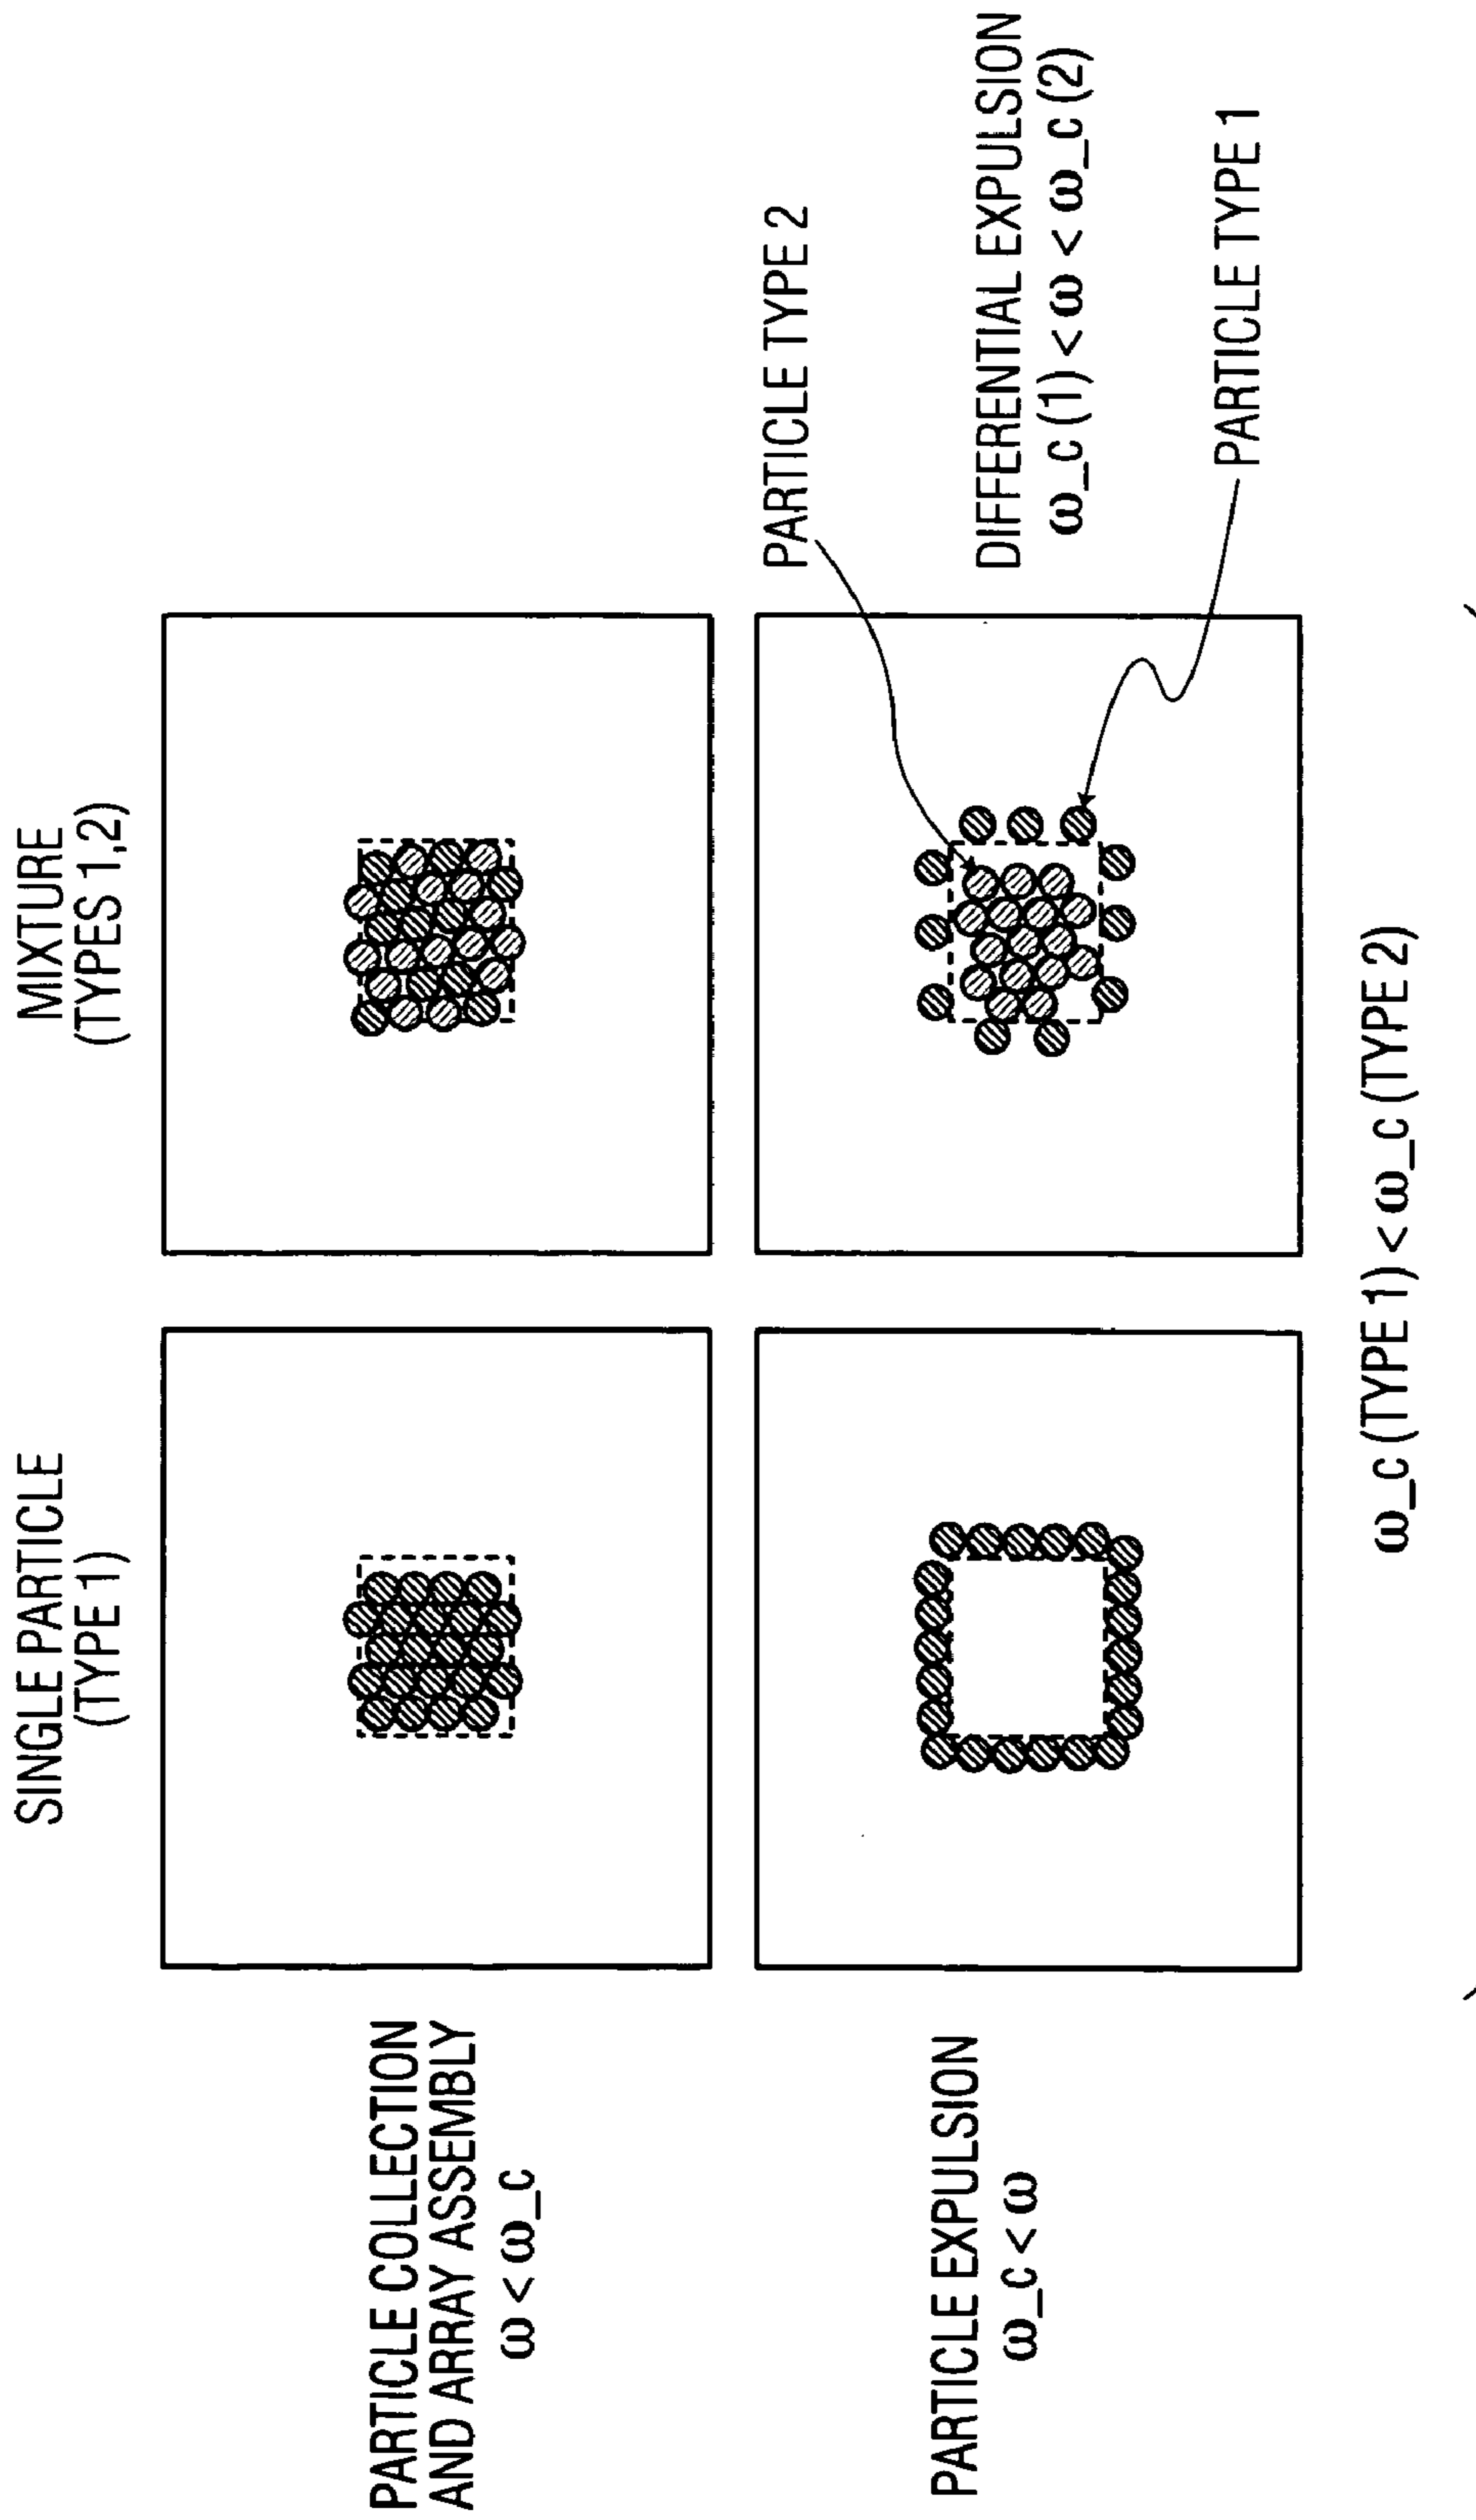 SINGLE PARTICLE
(TYPE 1)
MIXTURE
(TYPES 1,2)
PARTICLE COLLECTION
AND ARRAY ASSEMBLY
ω < ω_c
PARTICLE TYPE 2
PARTICLE EXPULSION
ω_c < ω
DIFFERENTIAL EXPULSION
ω_c (1) < ω < ω_c (2)
PARTICLE TYPE 1
ω_c (TYPE 1) < ω_c (TYPE 2)